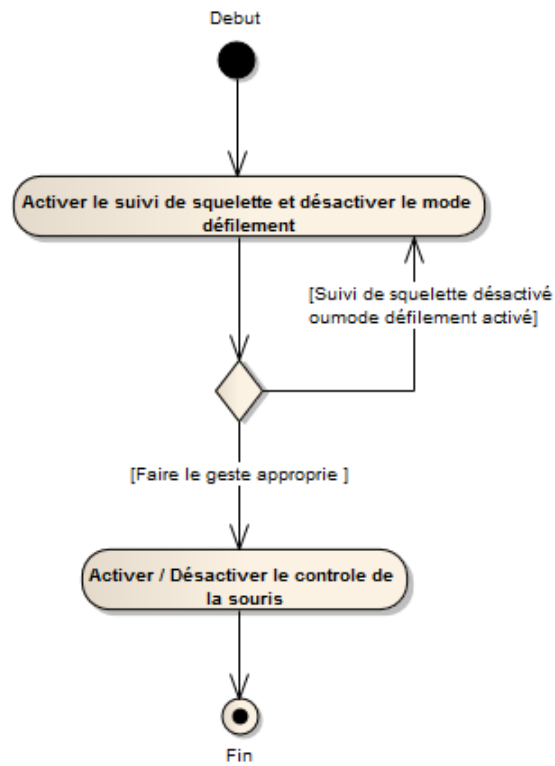 Debut
Activer le suivi de squelette et désactiver le mode
défilement
[Suivi de squelette désactivé
oumode défilement activé]
[Faire le geste approprie ]
Activer / Désactiver le controle de
la souris
Fin